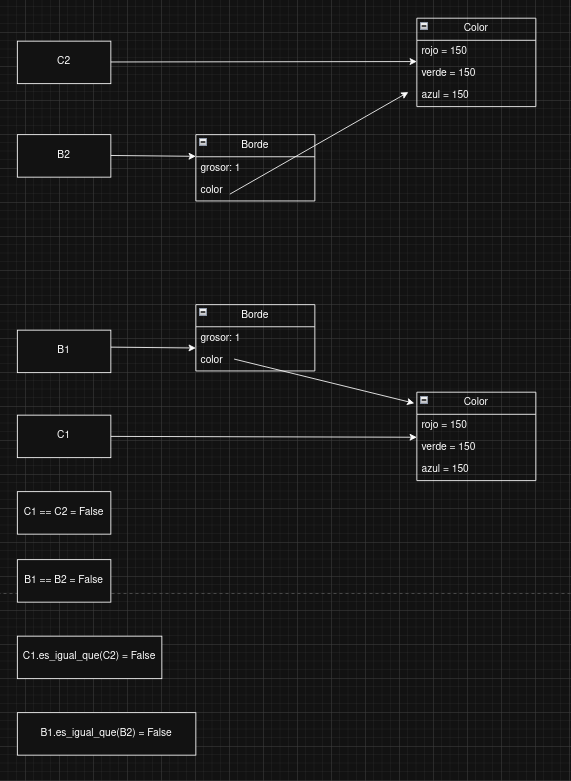 C2
Color
rojo = 150
verde = 150
azul = 150
B2
Borde
grosor: 1
color
B1
Borde
grosor: 1
color
C1
Color
rojo = 150
verde = 150
azul = 150
C1 == C2 = False
B1 == B2 = False
C1.es_igual_que(C2) = False
B1.es_igual_que(B2) = False